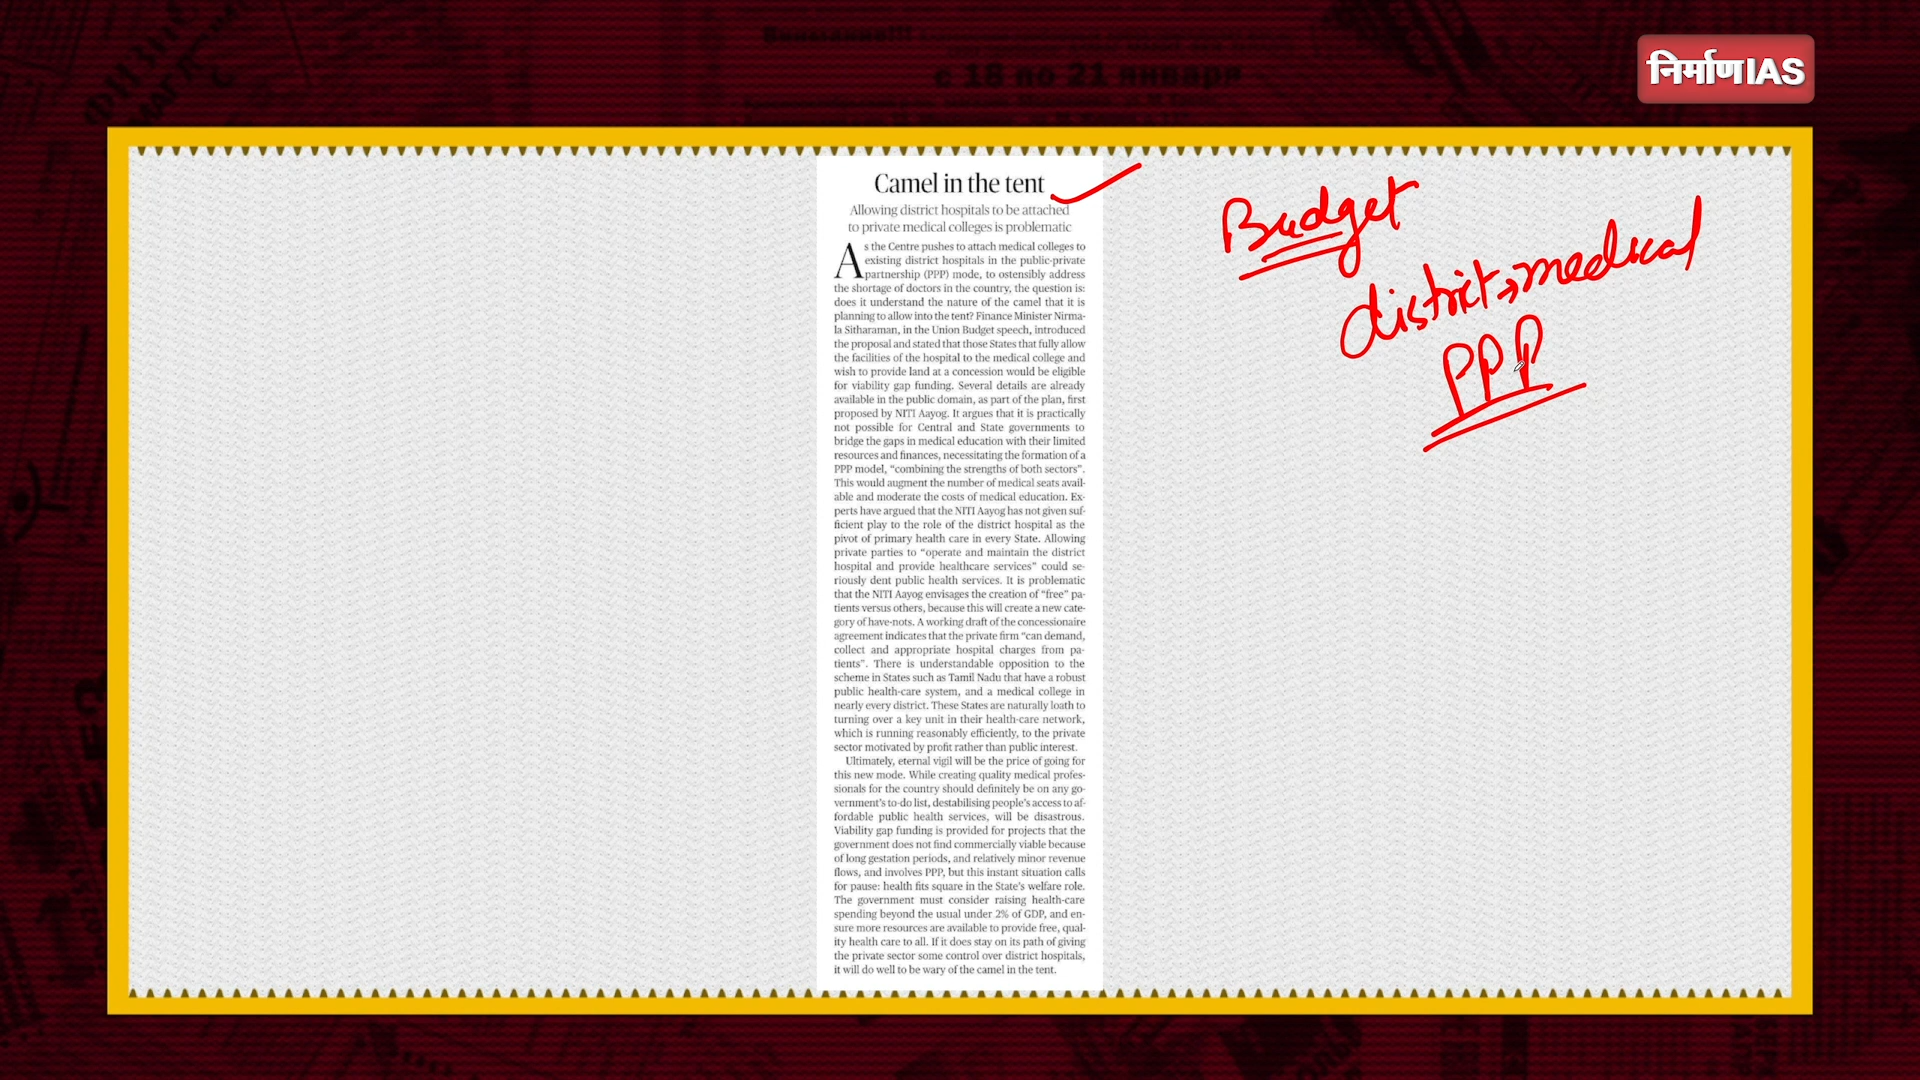 Внимание!!!
с 18 по 21 января
निर्माण IAS
Camel in the tent
Allowing district hospitals to be attached
to private medical colleges is problematic
As the Centre pushes to attach medical colleges to
existing district hospitals in the public-private
partnership (PPP) mode, to ostensibly address
the shortage of doctors in the country, the question is:
does it understand the nature of the camel that it is
planning to allow into the tent? Finance Minister Nirma-
la Sitharaman, in the Union Budget speech, introduced
the proposal and stated that those States that fully allow
the facilities of the hospital to the medical college and
wish to provide land at a concession would be eligible
for viability gap funding. Several details are already
available in the public domain, as part of the plan, first
proposed by NITI Aayog. It argues that it is practically
not possible for Central and State governments to
bridge the gaps in medical education with their limited
resources and finances, necessitating the formation of a
PPP model, “combining the strengths of both sectors”.
This would augment the number of medical seats avail-
able and moderate the costs of medical education. Ex-
perts have argued that the NITI Aayog has not given suf-
ficient play to the role of the district hospital as the
pivot of primary health care in every State. Allowing
private parties to “operate and maintain the district
hospital and provide healthcare services” could se-
riously dent public health services. It is problematic
that the NITI Aayog envisages the creation of “free” pa-
tients versus others, because this will create a new cate-
gory of have-nots. A working draft of the concessionaire
agreement indicates that the private firm “can demand,
collect and appropriate hospital charges from pa-
tients”. There is understandable opposition to the
scheme in States such as Tamil Nadu that have a robust
public health-care system, and a medical college in
nearly every district. These States are naturally loath to
turning over a key unit in their health-care network,
which is running reasonably efficiently, to the private
sector motivated by profit rather than public interest.
Ultimately, eternal vigil will be the price of going for
this new mode. While creating quality medical profes-
sionals for the country should definitely be on any go-
vernment’s to-do list, destabilising people’s access to af-
fordable public health services, will be disastrous.
Viability gap funding is provided for projects that the
government does not find commercially viable because
of long gestation periods, and relatively minor revenue
flows, and involves PPP, but this instant situation calls
for pause: health fits square in the State’s welfare role.
The government must consider raising health-care
spending beyond the usual under 2% of GDP, and en-
sure more resources are available to provide free, qual-
ity health care to all. If it does stay on its path of giving
the private sector some control over district hospitals,
it will do well to be wary of the camel in the tent.
Budget
district→medical
PPP